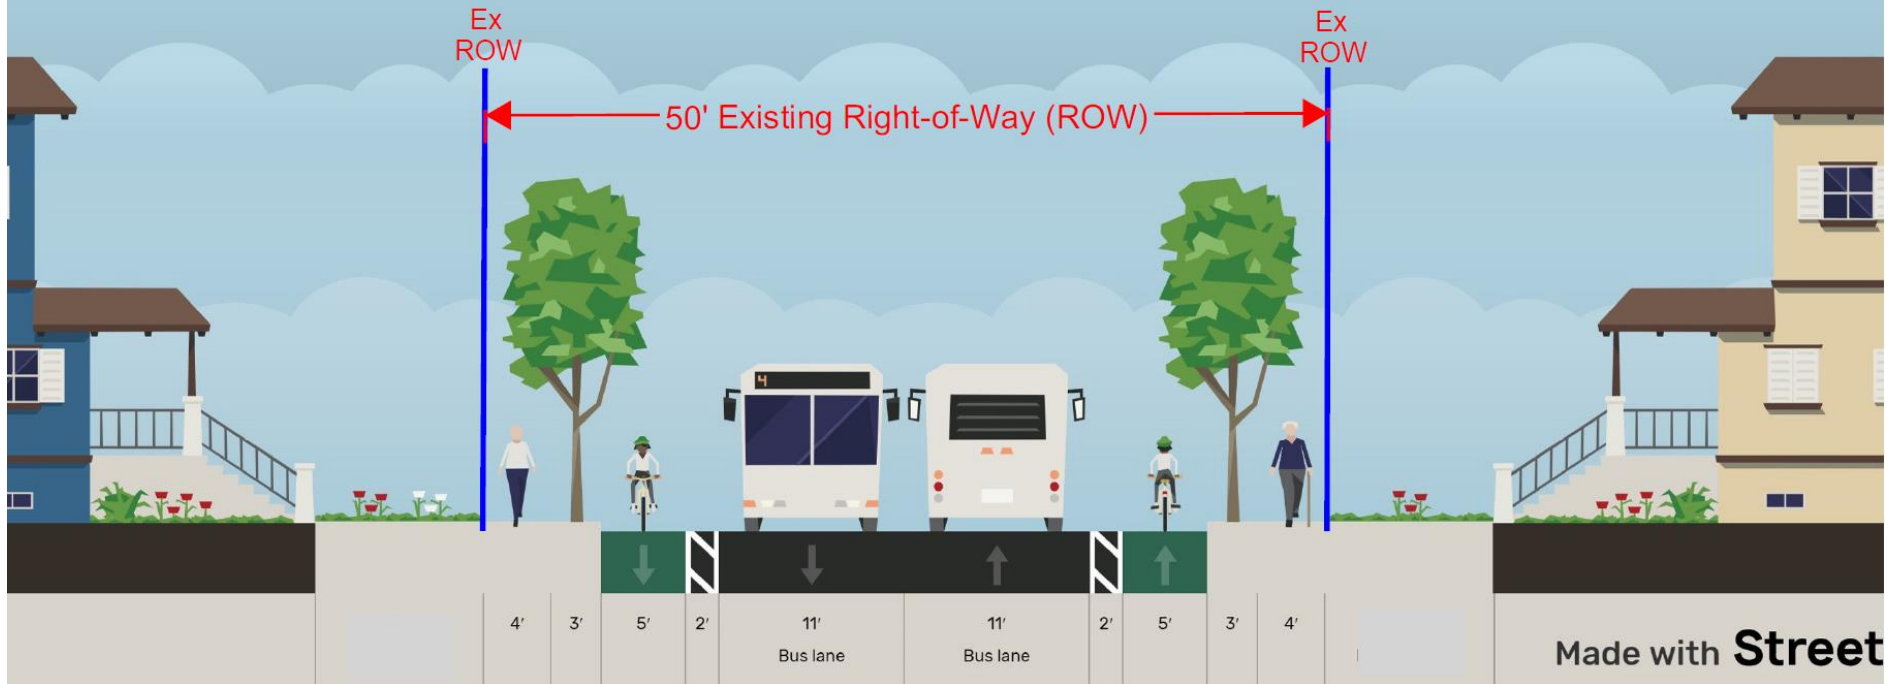 Ex
ROW
Ex
ROW
50' Existing Right-of-Way (ROW)
4
4' 3' 5' 2' 11' 11' 2' 5' 3' 4'
Bus lane Bus lane
Made with Street